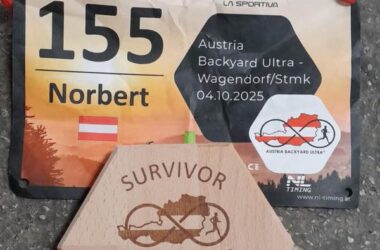 LA SPORTIVA
155
Norbert
Austria
Backyard Ultra -
Wagendorf/Stmk
04.10.2025
AUSTRIA BACKYARD ULTRA
NL
TIMING
www.nl-timing.at
SURVIVOR